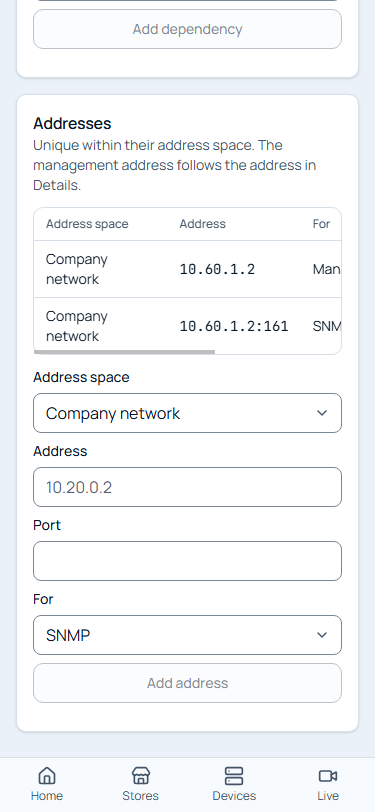 Add dependency
Addresses
Unique within their address space. The
management address follows the address in
Details.
Address space Address For
Company
network
10.60.1.2 Man
Company
network
10.60.1.2:161 SNM
Address space
Company network
Address
10.20.0.2
Port
For
SNMP
Add address
Home Stores Devices Live